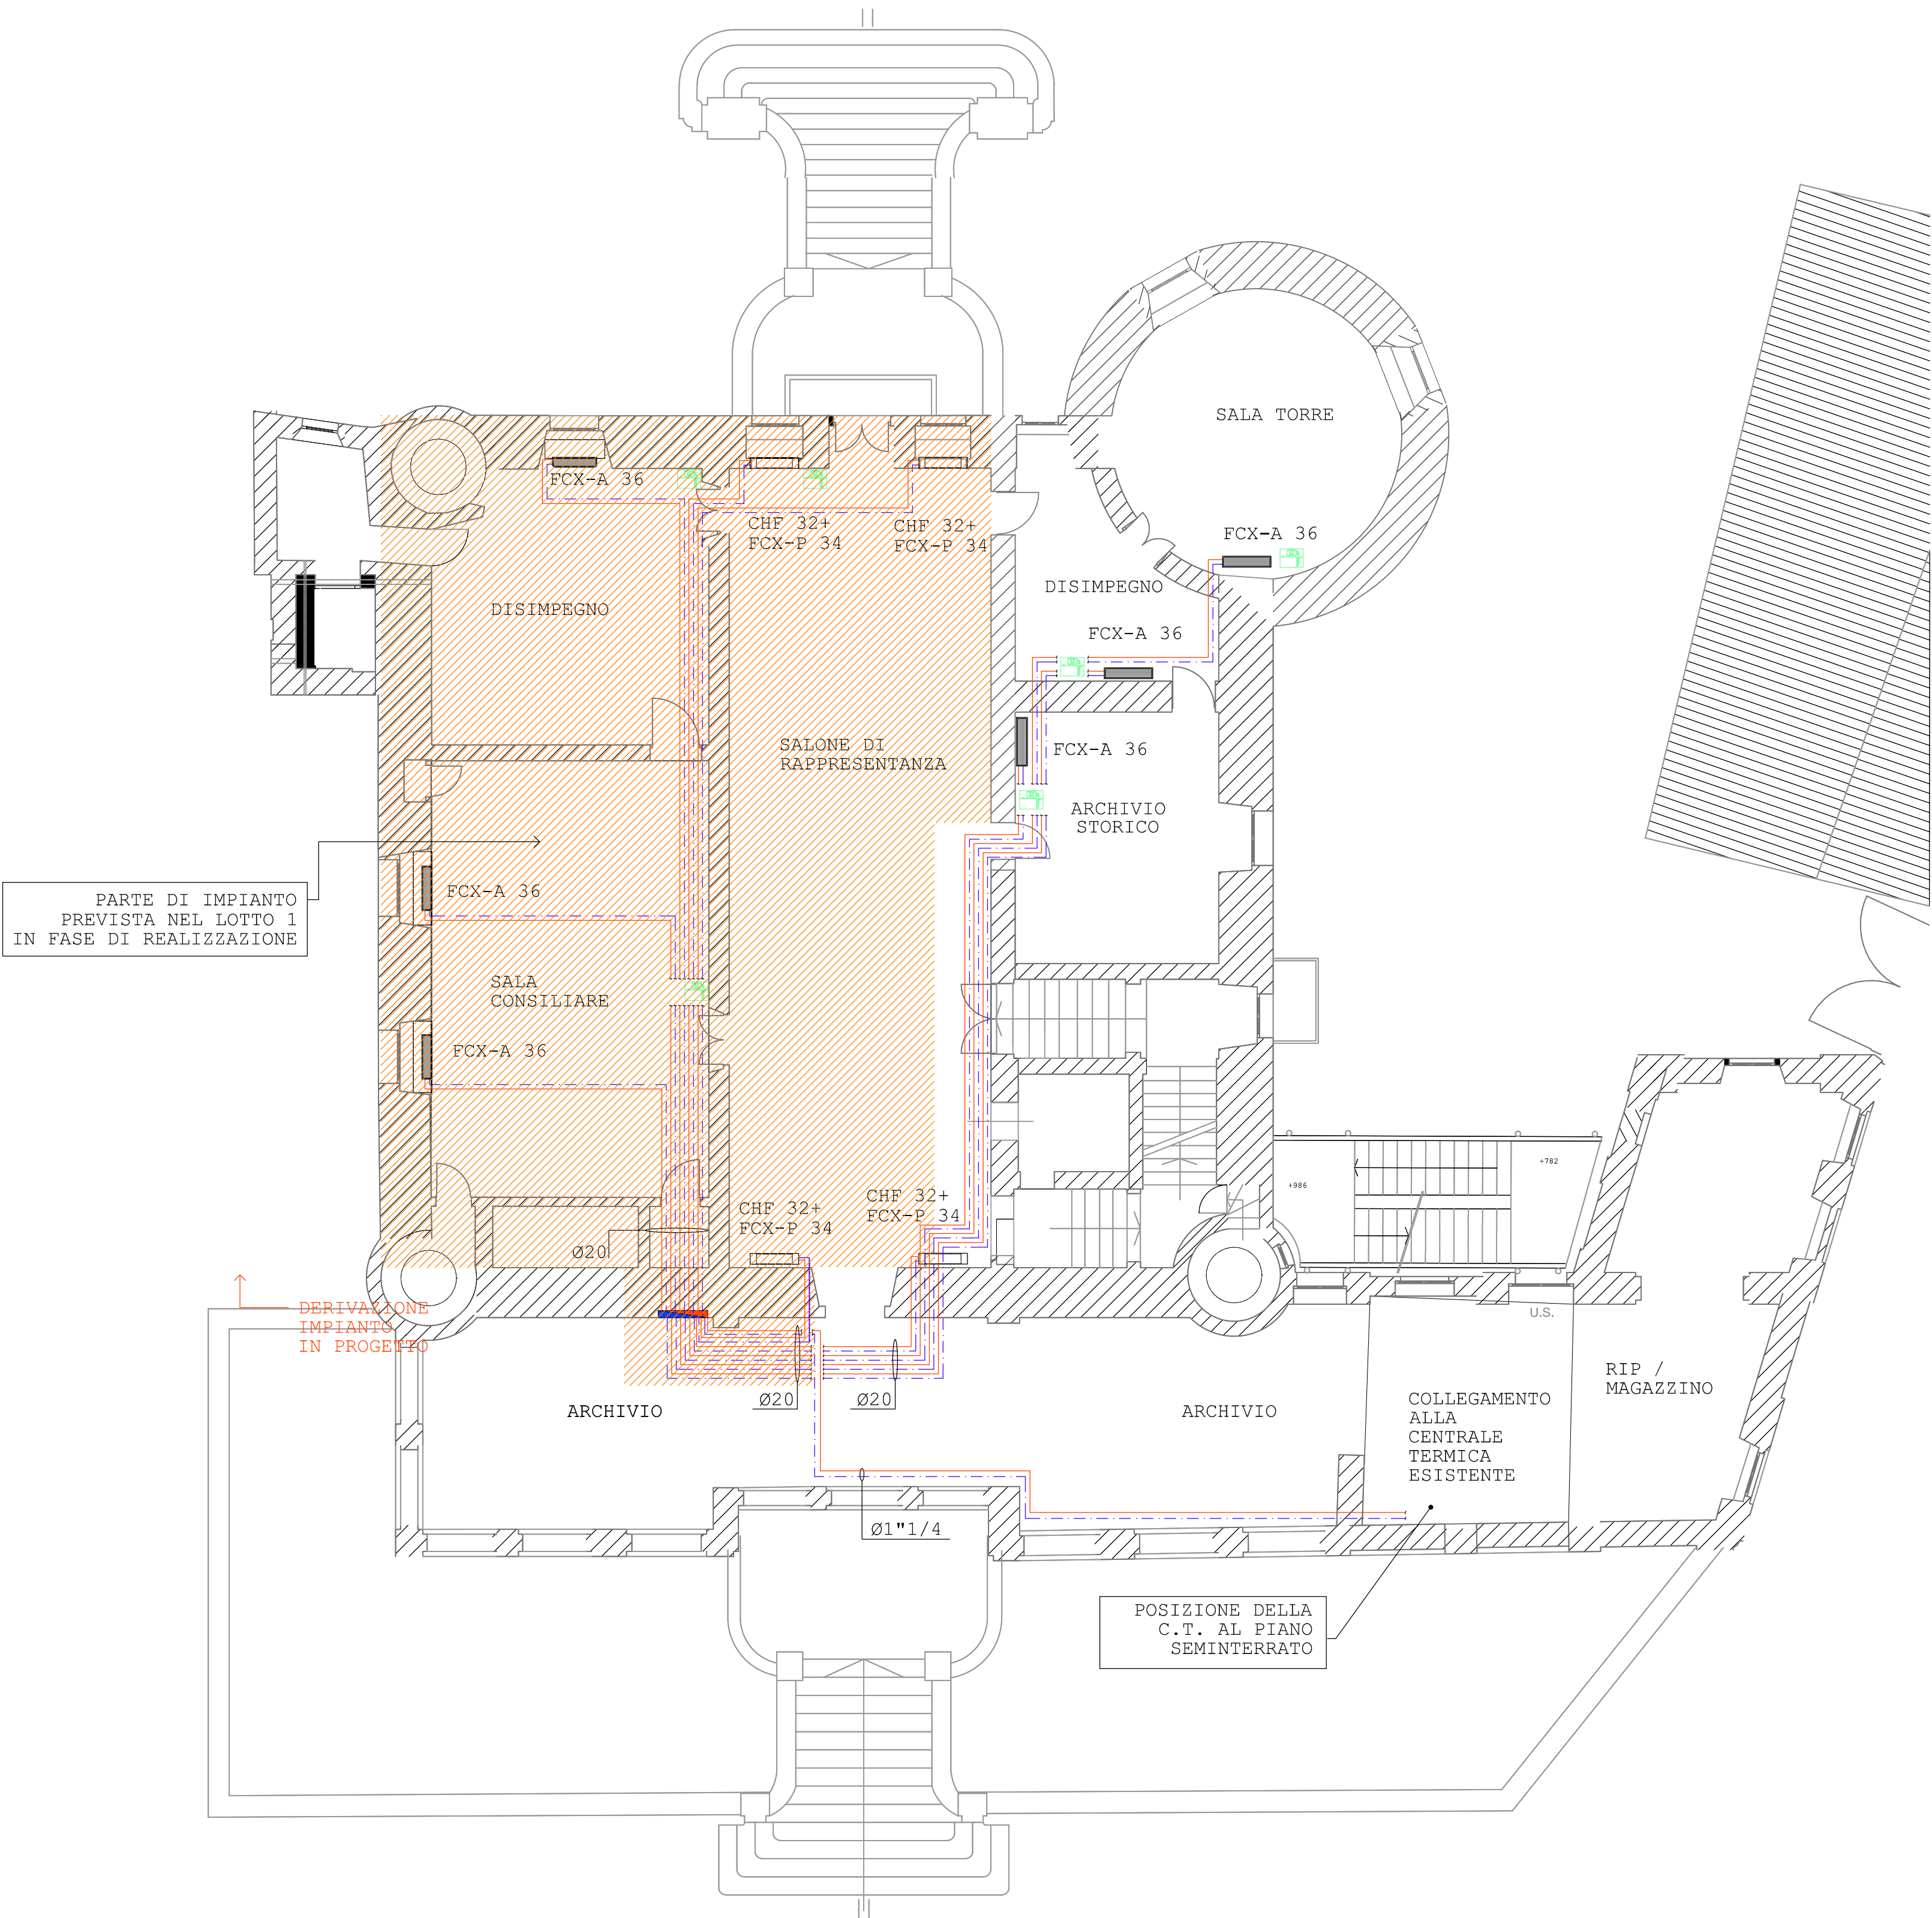 SALA TORRE
FCX-A 36
FCX-A 36
CHF 32+
FCX-P 34
CHF 32+
FCX-P 34
DISIMPEGNO
DISIMPEGNO
FCX-A 36
SALONE DI
RAPPRESENTANZA
FCX-A 36
ARCHIVIO
STORICO
PARTE DI IMPIANTO
PREVISTA NEL LOTTO 1
IN FASE DI REALIZZAZIONE
FCX-A 36
SALA
CONSILIARE
FCX-A 36
+782
+986
CHF 32+
FCX-P 34
CHF 32+
FCX-P 34
Ø20
DERIVAZIONE
IMPIANTO
IN PROGETTO
U.S.
RIP /
MAGAZZINO
Ø20
Ø20
ARCHIVIO
ARCHIVIO
COLLEGAMENTO
ALLA
CENTRALE
TERMICA
ESISTENTE
Ø1"1/4
POSIZIONE DELLA
C.T. AL PIANO
SEMINTERRATO